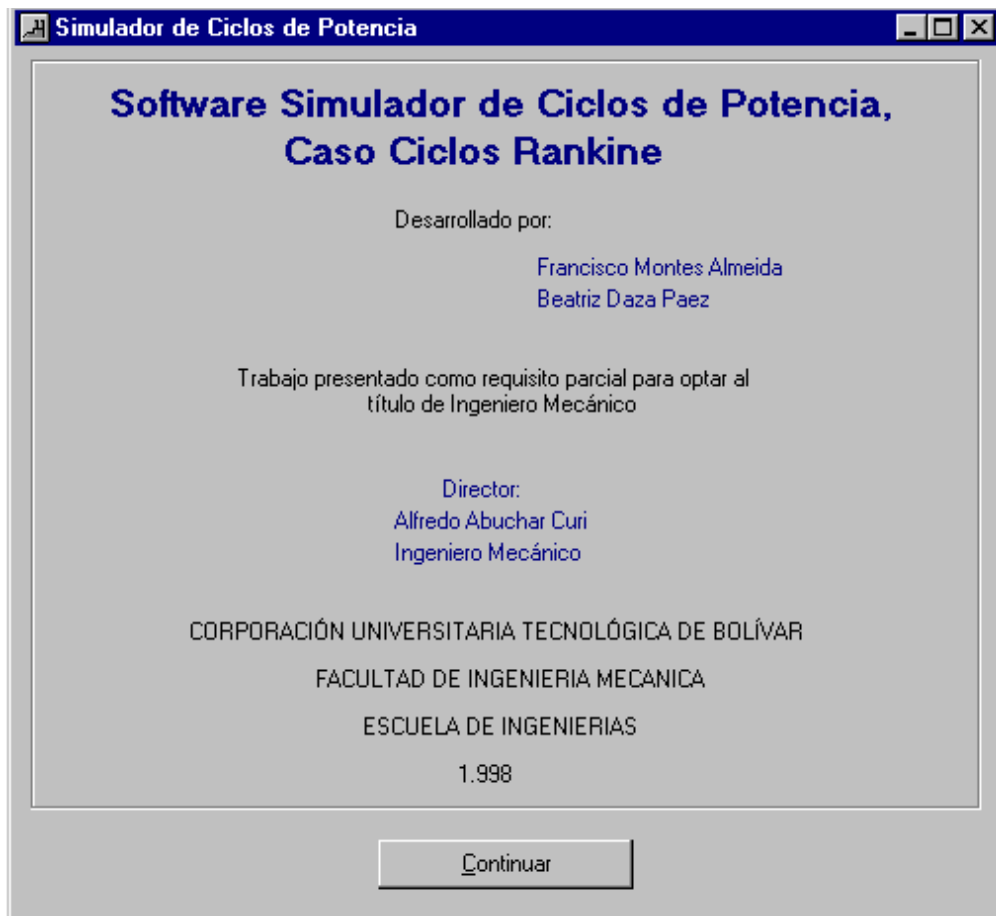 Simulador de Ciclos de Potencia
Software Simulador de Ciclos de Potencia,
Caso Ciclos Rankine
Desarrollado por:
Francisco Montes Almeida
Beatriz Daza Paez
Trabajo presentado como requisito parcial para optar al
título de Ingeniero Mecánico
Director:
Alfredo Abuchar Curi
Ingeniero Mecánico
CORPORACIÓN UNIVERSITARIA TECNOLÓGICA DE BOLÍVAR
FACULTAD DE INGENIERIA MECANICA
ESCUELA DE INGENIERIAS
1.998
Continuar